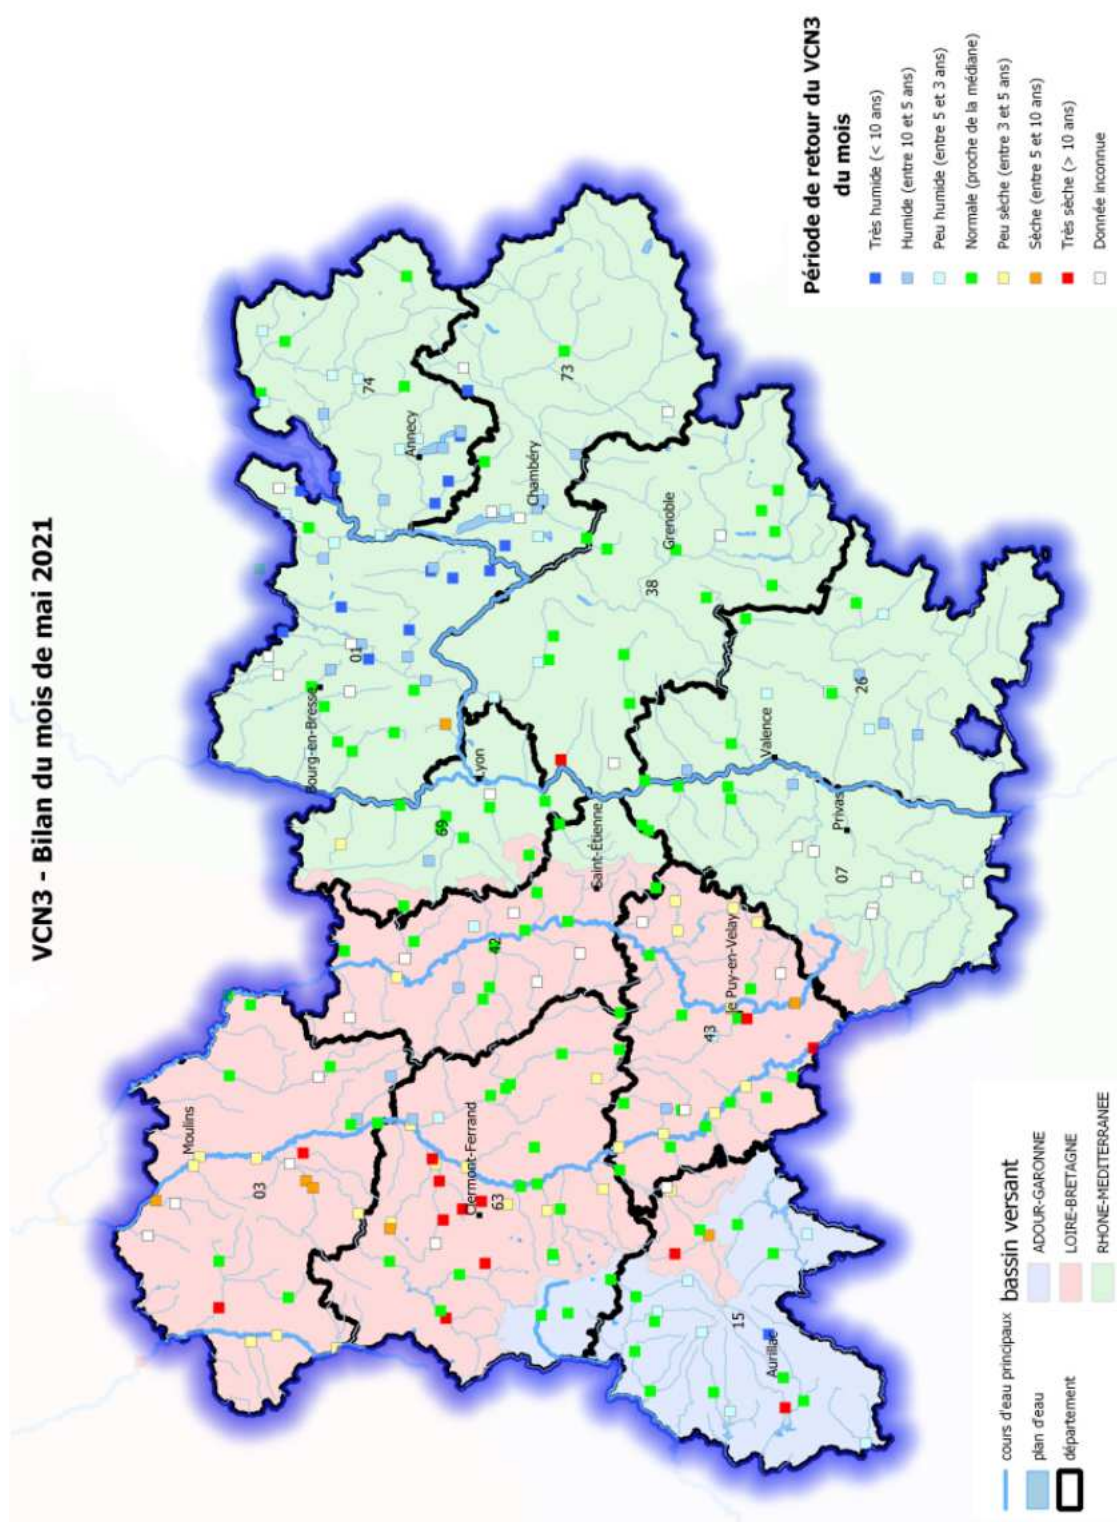 VCN3 - Bilan du mois de mai 2021
Période de retour du VCN3
du mois
Très humide (< 10 ans)
Humide (entre 10 et 5 ans)
Peu humide (entre 5 et 3 ans)
Normale (proche de la médiane)
Peu sèche (entre 3 et 5 ans)
Sèche (entre 5 et 10 ans)
Très sèche (> 10 ans)
Donnée inconnue
Moulins
03
Bourg-en-Bresse
01
74
Annecy
69
Lyon
42
Clermont-Ferrand
63
Chambéry
73
Saint-Étienne
38
Grenoble
43
le Puy-en-Velay
15
Aurillac
Valence
Privas
07
26
cours d'eau principaux
plan d'eau
département
bassin versant
ADOUR-GARONNE
LOIRE-BRETAGNE
RHONE-MEDITERRANEE